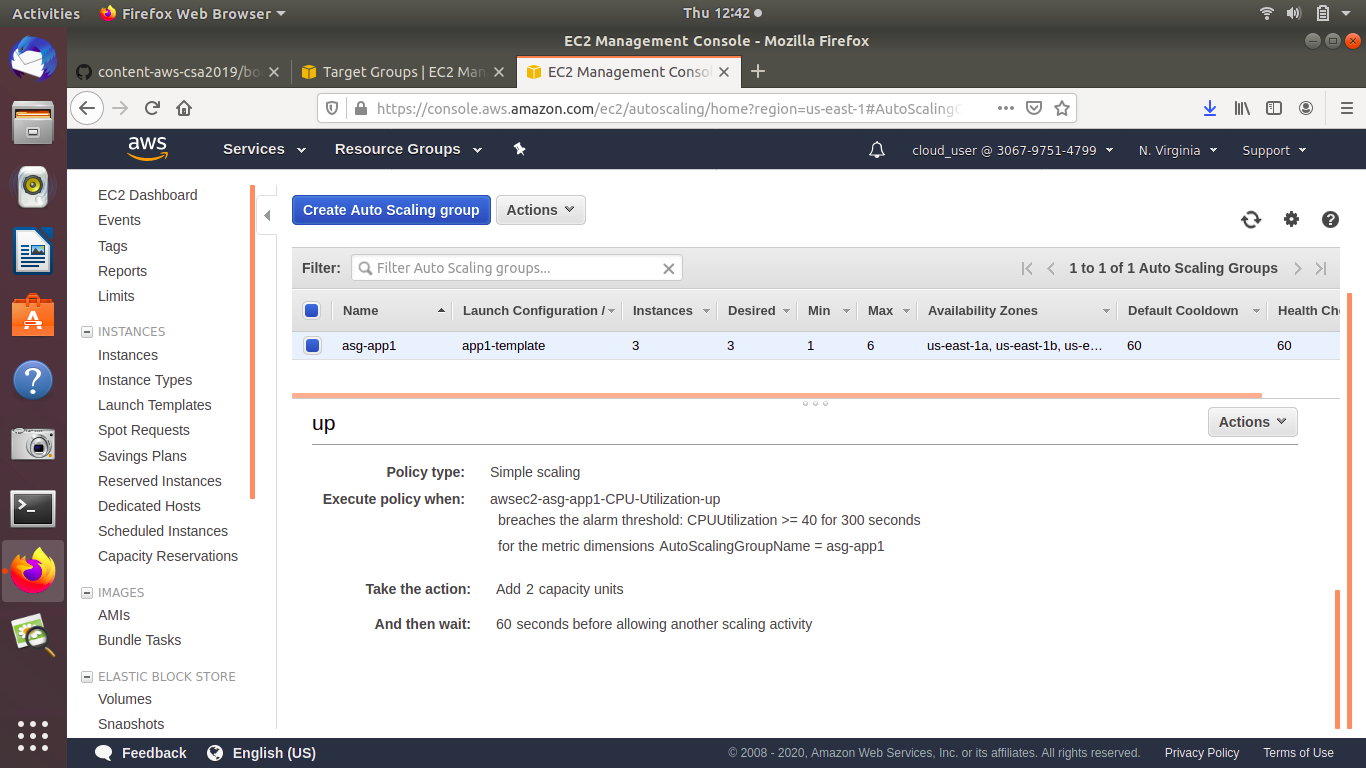 Activities
Firefox Web Browser
Thu 12:42
EC2 Management Console - Mozilla Firefox
content-aws-csa2019/bo
Target Groups | EC2 Man
EC2 Management Consol
https://console.aws.amazon.com/ec2/autoscaling/home?region=us-east-1#AutoScalingG
aws
Services
Resource Groups
cloud_user @ 3067-9751-4799
N. Virginia
Support
EC2 Dashboard
Events
Tags
Reports
Limits
INSTANCES
Instances
Instance Types
Launch Templates
Spot Requests
Savings Plans
Reserved Instances
Dedicated Hosts
Scheduled Instances
Capacity Reservations
IMAGES
AMIs
Bundle Tasks
ELASTIC BLOCK STORE
Volumes
Snapshots
Create Auto Scaling group
Actions
Filter:
Filter Auto Scaling groups...
1 to 1 of 1 Auto Scaling Groups
Name Launch Configuration / Instances Desired Min Max Availability Zones Default Cooldown Health Che
asg-app1 app1-template 3 3 1 6 us-east-1a, us-east-1b, us-e… 60 60
up
Actions
Policy type: Simple scaling
Execute policy when: awsec2-asg-app1-CPU-Utilization-up
breaches the alarm threshold: CPUUtilization >= 40 for 300 seconds
for the metric dimensions AutoScalingGroupName = asg-app1
Take the action: Add 2 capacity units
And then wait: 60 seconds before allowing another scaling activity
Feedback
English (US)
© 2008 - 2020, Amazon Web Services, Inc. or its affiliates. All rights reserved.
Privacy Policy
Terms of Use